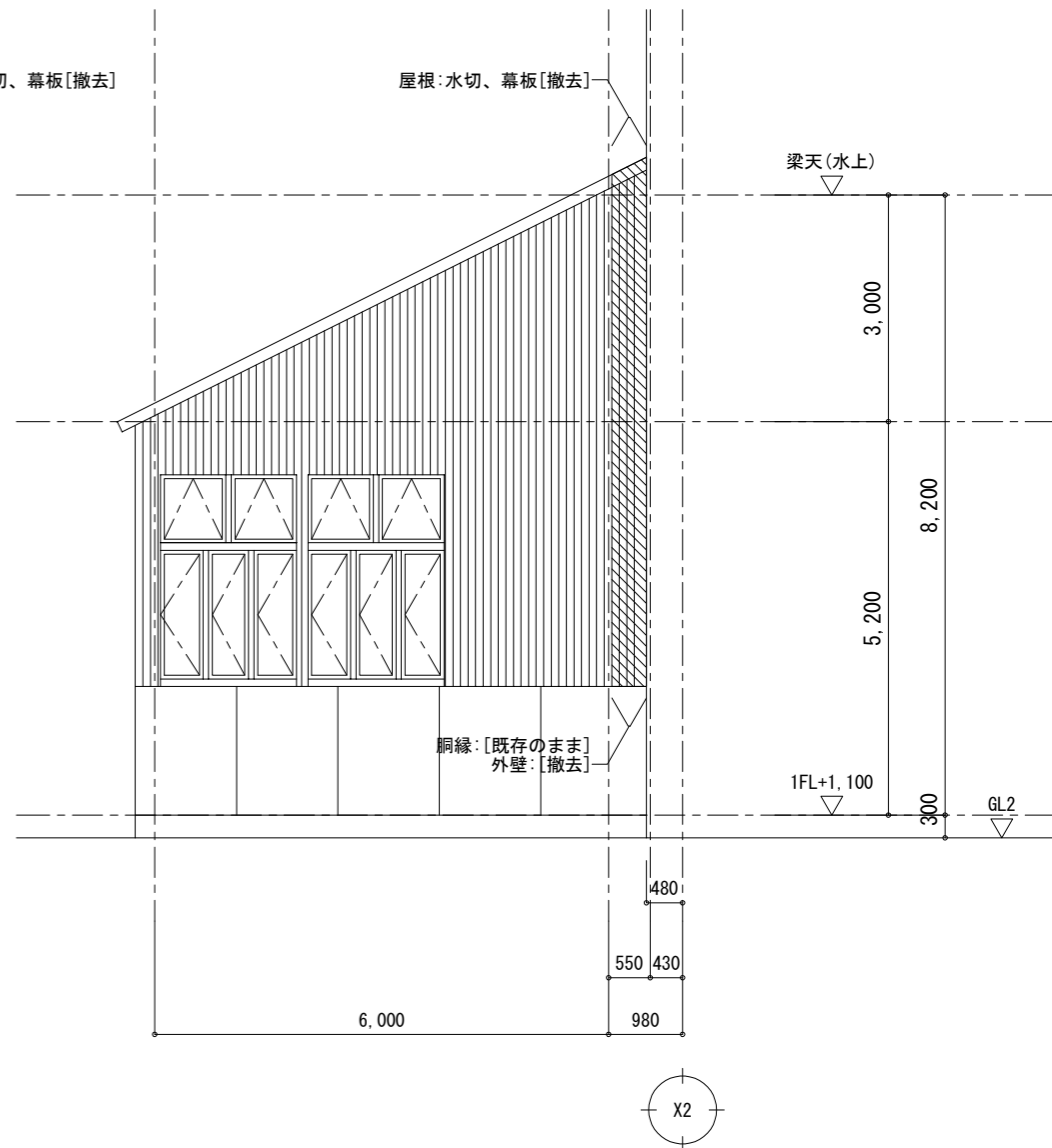 切、幕板[撤去]
屋根:水切、幕板[撤去]
梁天(水上)
3,000
8,200
5,200
胴縁:[既存のまま]
外壁:[撤去]
1FL+1,100
300
GL2
480
550
430
6,000
980
X2